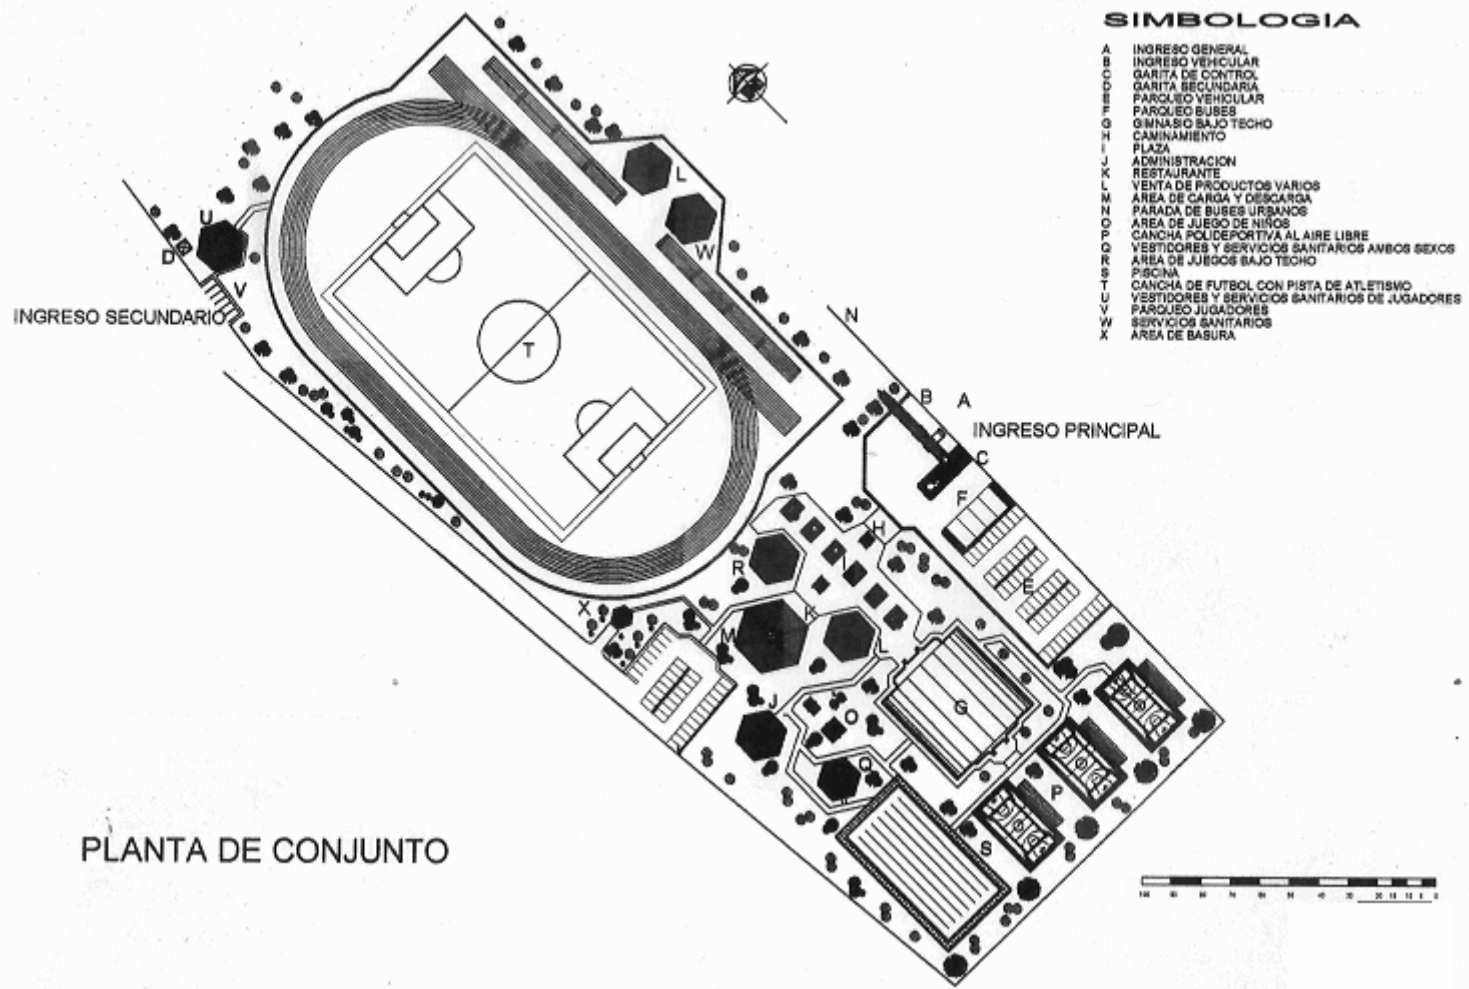 SIMBOLOGIA
A INGRESO GENERAL
B INGRESO VEHICULAR
C GARITA DE CONTROL
D GARITA SECUNDARIA
E PARQUEO VEHICULAR
F PARQUEO BUSES
G GIMNASIO BAJO TECHO
H CAMINAMIENTO
I PLAZA
J ADMINISTRACION
K RESTAURANTE
L VENTA DE PRODUCTOS VARIOS
M AREA DE CARGA Y DESCARGA
N PARADA DE BUSES URBANOS
O AREA DE JUEGO DE NIÑOS
P CANCHA POLIDEPORTIVA AL AIRE LIBRE
Q VESTIDORES Y SERVICIOS SANITARIOS AMBOS SEXOS
R AREA DE JUEGOS BAJO TECHO
S PISCINA
T CANCHA DE FUTBOL CON PISTA DE ATLETISMO
U VESTIDORES Y SERVICIOS SANITARIOS DE JUGADORES
V PARQUEO JUGADORES
W SERVICIOS SANITARIOS
X AREA DE BASURA
L
U
W
D
V
INGRESO SECUNDARIO
N
T
B
A
INGRESO PRINCIPAL
C
F
H
I
R
E
X
K
M
L
J
G
O
Q
P
S
PLANTA DE CONJUNTO